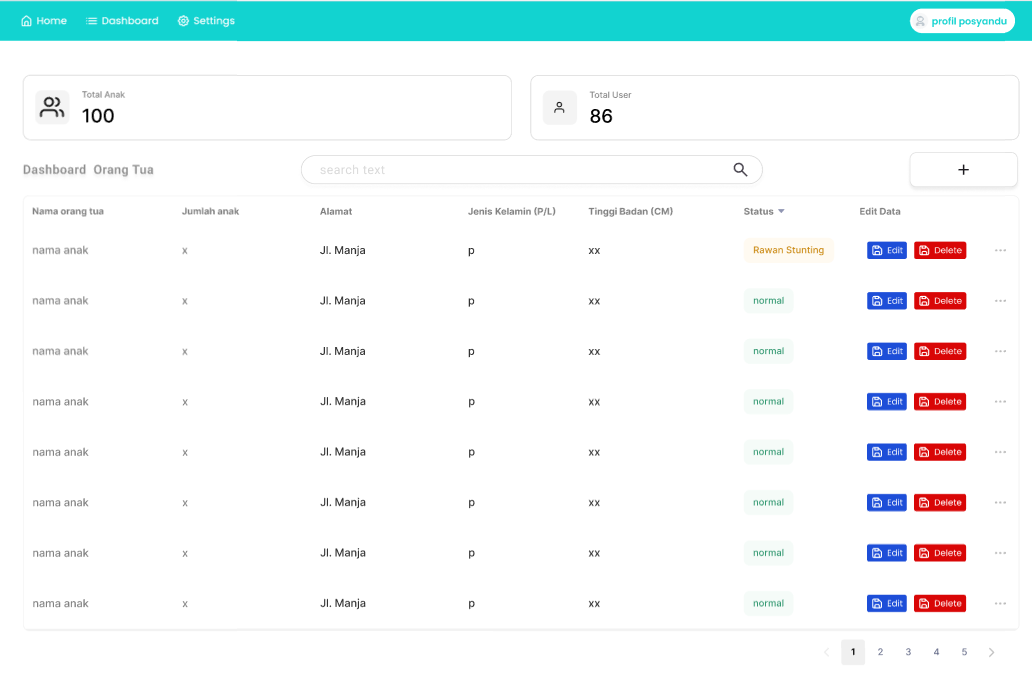 Home Dashboard Settings profil posyandu
Total Anak
100
Total User
86
Dashboard Orang Tua search text +
Nama orang tua Jumlah anak Alamat Jenis Kelamin (P/L) Tinggi Badan (CM) Status Edit Data
nama anak x Jl. Manja p xx Rawan Stunting Edit Delete ...
nama anak x Jl. Manja p xx normal Edit Delete ...
nama anak x Jl. Manja p xx normal Edit Delete ...
nama anak x Jl. Manja p xx normal Edit Delete ...
nama anak x Jl. Manja p xx normal Edit Delete ...
nama anak x Jl. Manja p xx normal Edit Delete ...
nama anak x Jl. Manja p xx normal Edit Delete ...
nama anak x Jl. Manja p xx normal Edit Delete ...
< 1 2 3 4 5 >